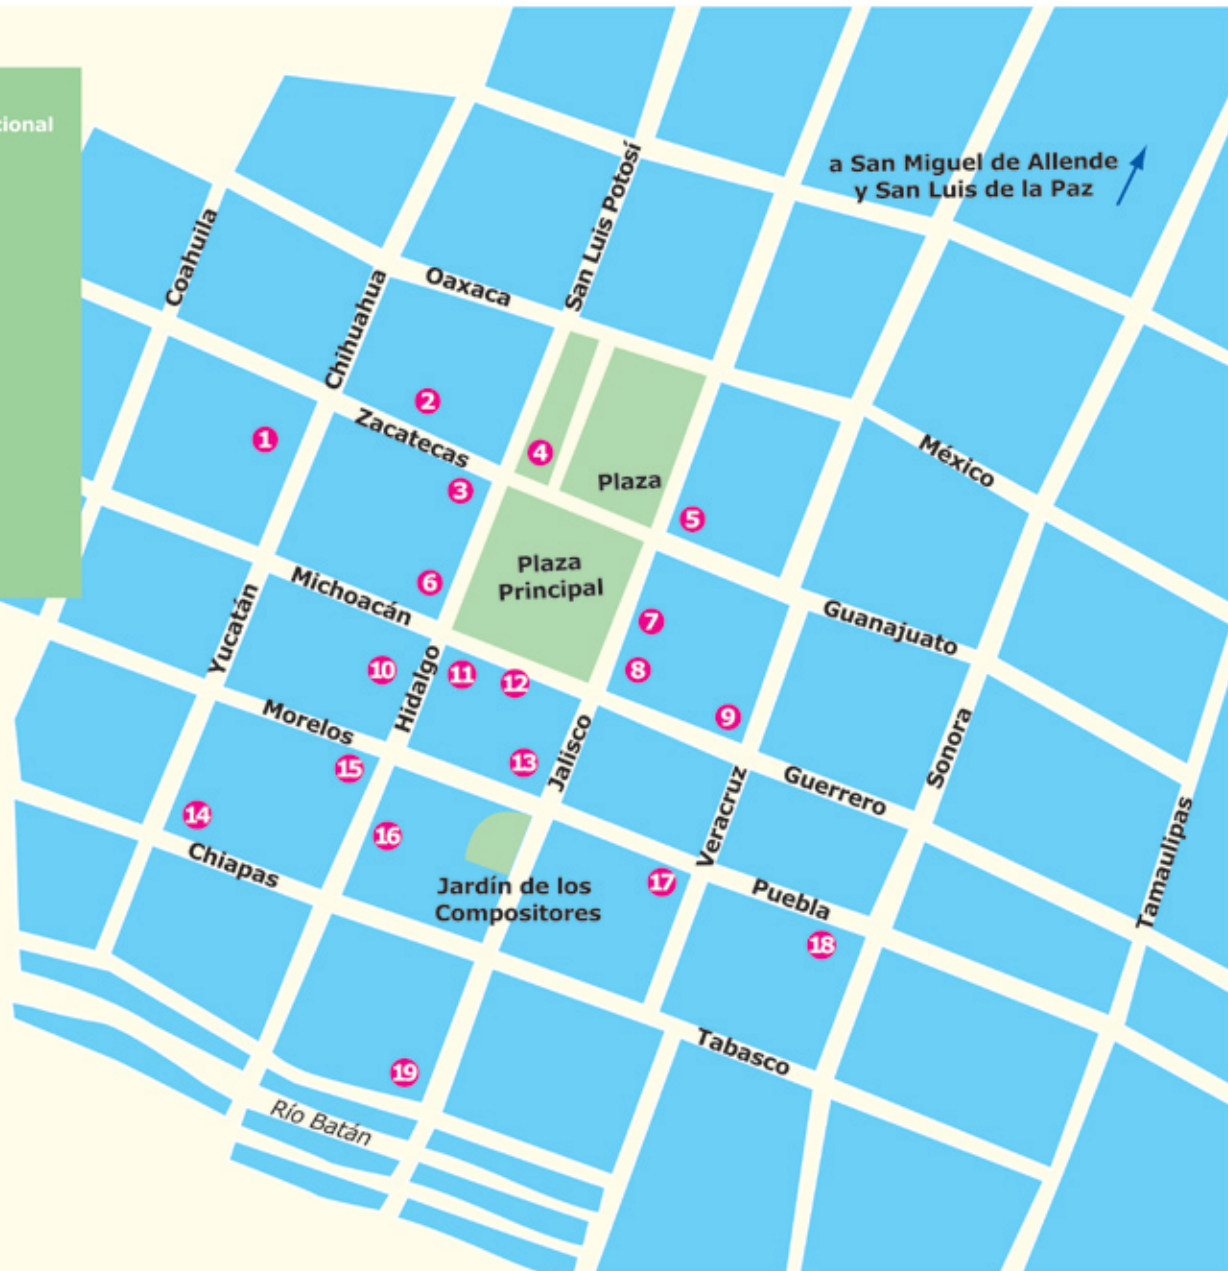 cional
a San Miguel de Allende
y San Luis de la Paz
San Luis Potosí
Coahuila
Chihuahua
Oaxaca
2
Zacatecas
1
4
México
3
Plaza
5
Plaza
Principal
6
Michoacán
Guanajuato
7
Yucatán
10
11
12
8
Hidalgo
9
Morelos
15
13
Jalisco
Sonora
Guerrero
14
16
Veracruz
Tamaulipas
Chiapas
Jardín de los
Compositores
17
Puebla
18
Tabasco
19
Río Batán